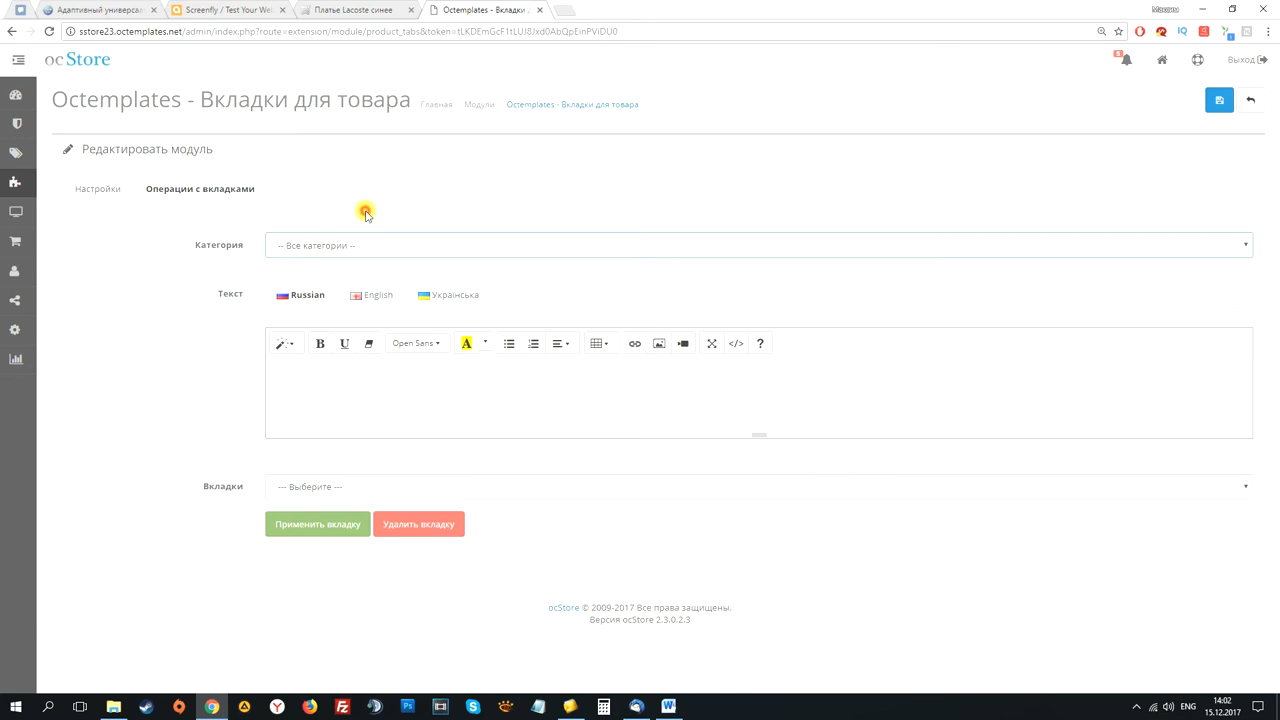 Адаптивный универсал
Screenfly / Test Your Wel
Платье Lacoste синее
Octemplates - Вкладки
sstore23.octemplates.net/admin/index.php?route=extension/module/product_tabs&token=tLKDEmGcF1tLUJ8Jxd0AbQpEinPViDU0
ocStore
5
Выход
Octemplates - Вкладки для товара
Главная
Модули
Octemplates - Вкладки для товара
Редактировать модуль
Настройки
Операции с вкладками
Категория
-- Все категории --
Текст
Russian
English
Українська
B
U
Open Sans
A
</>
?
Вкладки
--- Выберите ---
Применить вкладку
Удалить вкладку
ocStore © 2009-2017 Все права защищены.
Версия ocStore 2.3.0.2.3
ENG
14:02
15.12.2017